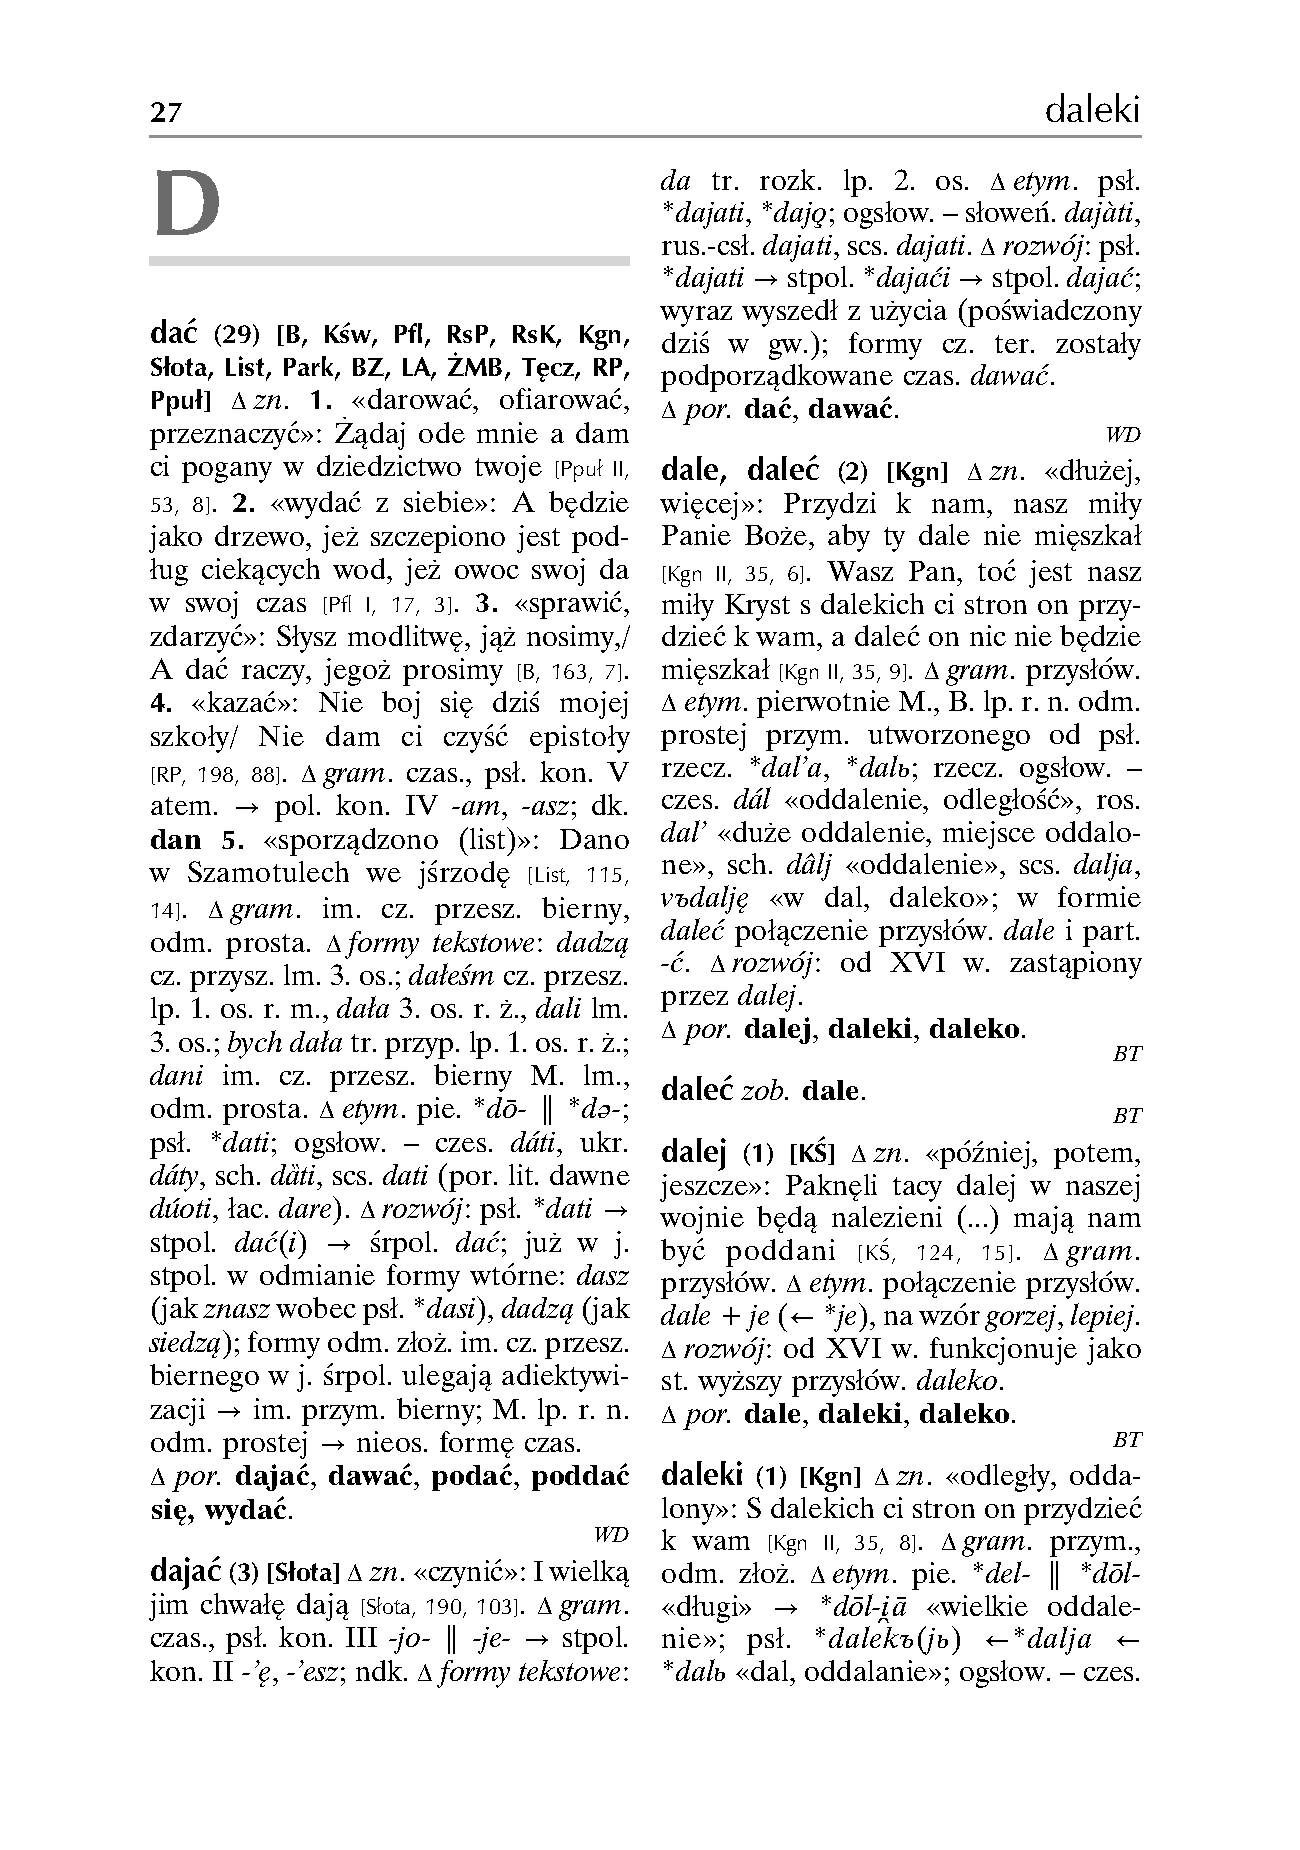 27
daleki
D
dać (29) [B, Kśw, Pfl, RsP, RsK, Kgn,
Słota, List, Park, BZ, LA, ŻMB, Tęcz, RP,
Ppuł] ∆ zn. 1. «darować, ofiarować,
przeznaczyć»: Żądaj ode mnie a dam
ci pogany w dziedzictwo twoje [Ppuł II,
53, 8]. 2. «wydać z siebie»: A będzie
jako drzewo, jeż szczepiono jest pod-
ług ciekących wod, jeż owoc swoj da
w swoj czas [Pfl I, 17, 3]. 3. «sprawić,
zdarzyć»: Słysz modlitwę, jąż nosimy,/
A dać raczy, jegoż prosimy [B, 163, 7].
4. «kazać»: Nie boj się dziś mojej
szkoły/ Nie dam ci czyść epistoły
[RP, 198, 88]. ∆ gram. czas., psł. kon. V
atem. → pol. kon. IV -am, -asz; dk.
dan 5. «sporządzono (list)»: Dano
w Szamotulech we jśrzodę [List, 115,
14]. ∆ gram. im. cz. przesz. bierny,
odm. prosta. ∆ formy tekstowe: dadzą
cz. przysz. lm. 3. os.; dałeśm cz. przesz.
lp. 1. os. r. m., dała 3. os. r. ż., dali lm.
3. os.; bych dała tr. przyp. lp. 1. os. r. ż.;
dani im. cz. przesz. bierny M. lm.,
odm. prosta. ∆ etym. pie. *dō- ‖ *də-;
psł. *dati; ogsłow. – czes. dáti, ukr.
dáty, sch. dȁti, scs. dati (por. lit. dawne
dúoti, łac. dare). ∆ rozwój: psł. *dati →
stpol. dać(i) → śrpol. dać; już w j.
stpol. w odmianie formy wtórne: dasz
(jak znasz wobec psł. *dasi), dadzą (jak
siedzą); formy odm. złoż. im. cz. przesz.
biernego w j. śrpol. ulegają adiektywi-
zacji → im. przym. bierny; M. lp. r. n.
odm. prostej → nieos. formę czas.
∆ por. dajać, dawać, podać, poddać
się, wydać.
WD
dajać (3) [Słota] ∆ zn. «czynić»: I wielką
jim chwałę dają [Słota, 190, 103]. ∆ gram.
czas., psł. kon. III -jo- ‖ -je- → stpol.
kon. II -’ę, -’esz; ndk. ∆ formy tekstowe:
da tr. rozk. lp. 2. os. ∆ etym. psł.
*dajati, *dajǫ; ogsłow. – słoweń. dajàti,
rus.-csł. dajati, scs. dajati. ∆ rozwój: psł.
*dajati → stpol. *dajaći → stpol. dajać;
wyraz wyszedł z użycia (poświadczony
dziś w gw.); formy cz. ter. zostały
podporządkowane czas. dawać.
∆ por. dać, dawać.
WD
dale, daleć (2) [Kgn] ∆ zn. «dłużej,
więcej»: Przydzi k nam, nasz miły
Panie Boże, aby ty dale nie mięszkał
[Kgn II, 35, 6]. Wasz Pan, toć jest nasz
miły Kryst s dalekich ci stron on przy-
dzieć k wam, a daleć on nic nie będzie
mięszkał [Kgn II, 35, 9]. ∆ gram. przysłów.
∆ etym. pierwotnie M., B. lp. r. n. odm.
prostej przym. utworzonego od psł.
rzecz. *dal’a, *dalь; rzecz. ogsłow. –
czes. dál «oddalenie, odległość», ros.
dal’ «duże oddalenie, miejsce oddalo-
ne», sch. dâlj «oddalenie», scs. dalja,
vъdalję «w dal, daleko»; w formie
daleć połączenie przysłów. dale i part.
-ć. ∆ rozwój: od XVI w. zastąpiony
przez dalej.
∆ por. dalej, daleki, daleko.
BT
daleć zob. dale.
BT
dalej (1) [KŚ] ∆ zn. «później, potem,
jeszcze»: Paknęli tacy dalej w naszej
wojnie będą nalezieni (...) mają nam
być poddani [KŚ, 124, 15]. ∆ gram.
przysłów. ∆ etym. połączenie przysłów.
dale + je (← *je), na wzór gorzej, lepiej.
∆ rozwój: od XVI w. funkcjonuje jako
st. wyższy przysłów. daleko.
∆ por. dale, daleki, daleko.
BT
daleki (1) [Kgn] ∆ zn. «odległy, odda-
lony»: S dalekich ci stron on przydzieć
k wam [Kgn II, 35, 8]. ∆ gram. przym.,
odm. złoż. ∆ etym. pie. *del- ‖ *dōl-
«długi» → *dōl-i̯ā «wielkie oddale-
nie»; psł. *dalekъ(jь) ←*dalja ←
*dalь «dal, oddalanie»; ogsłow. – czes.